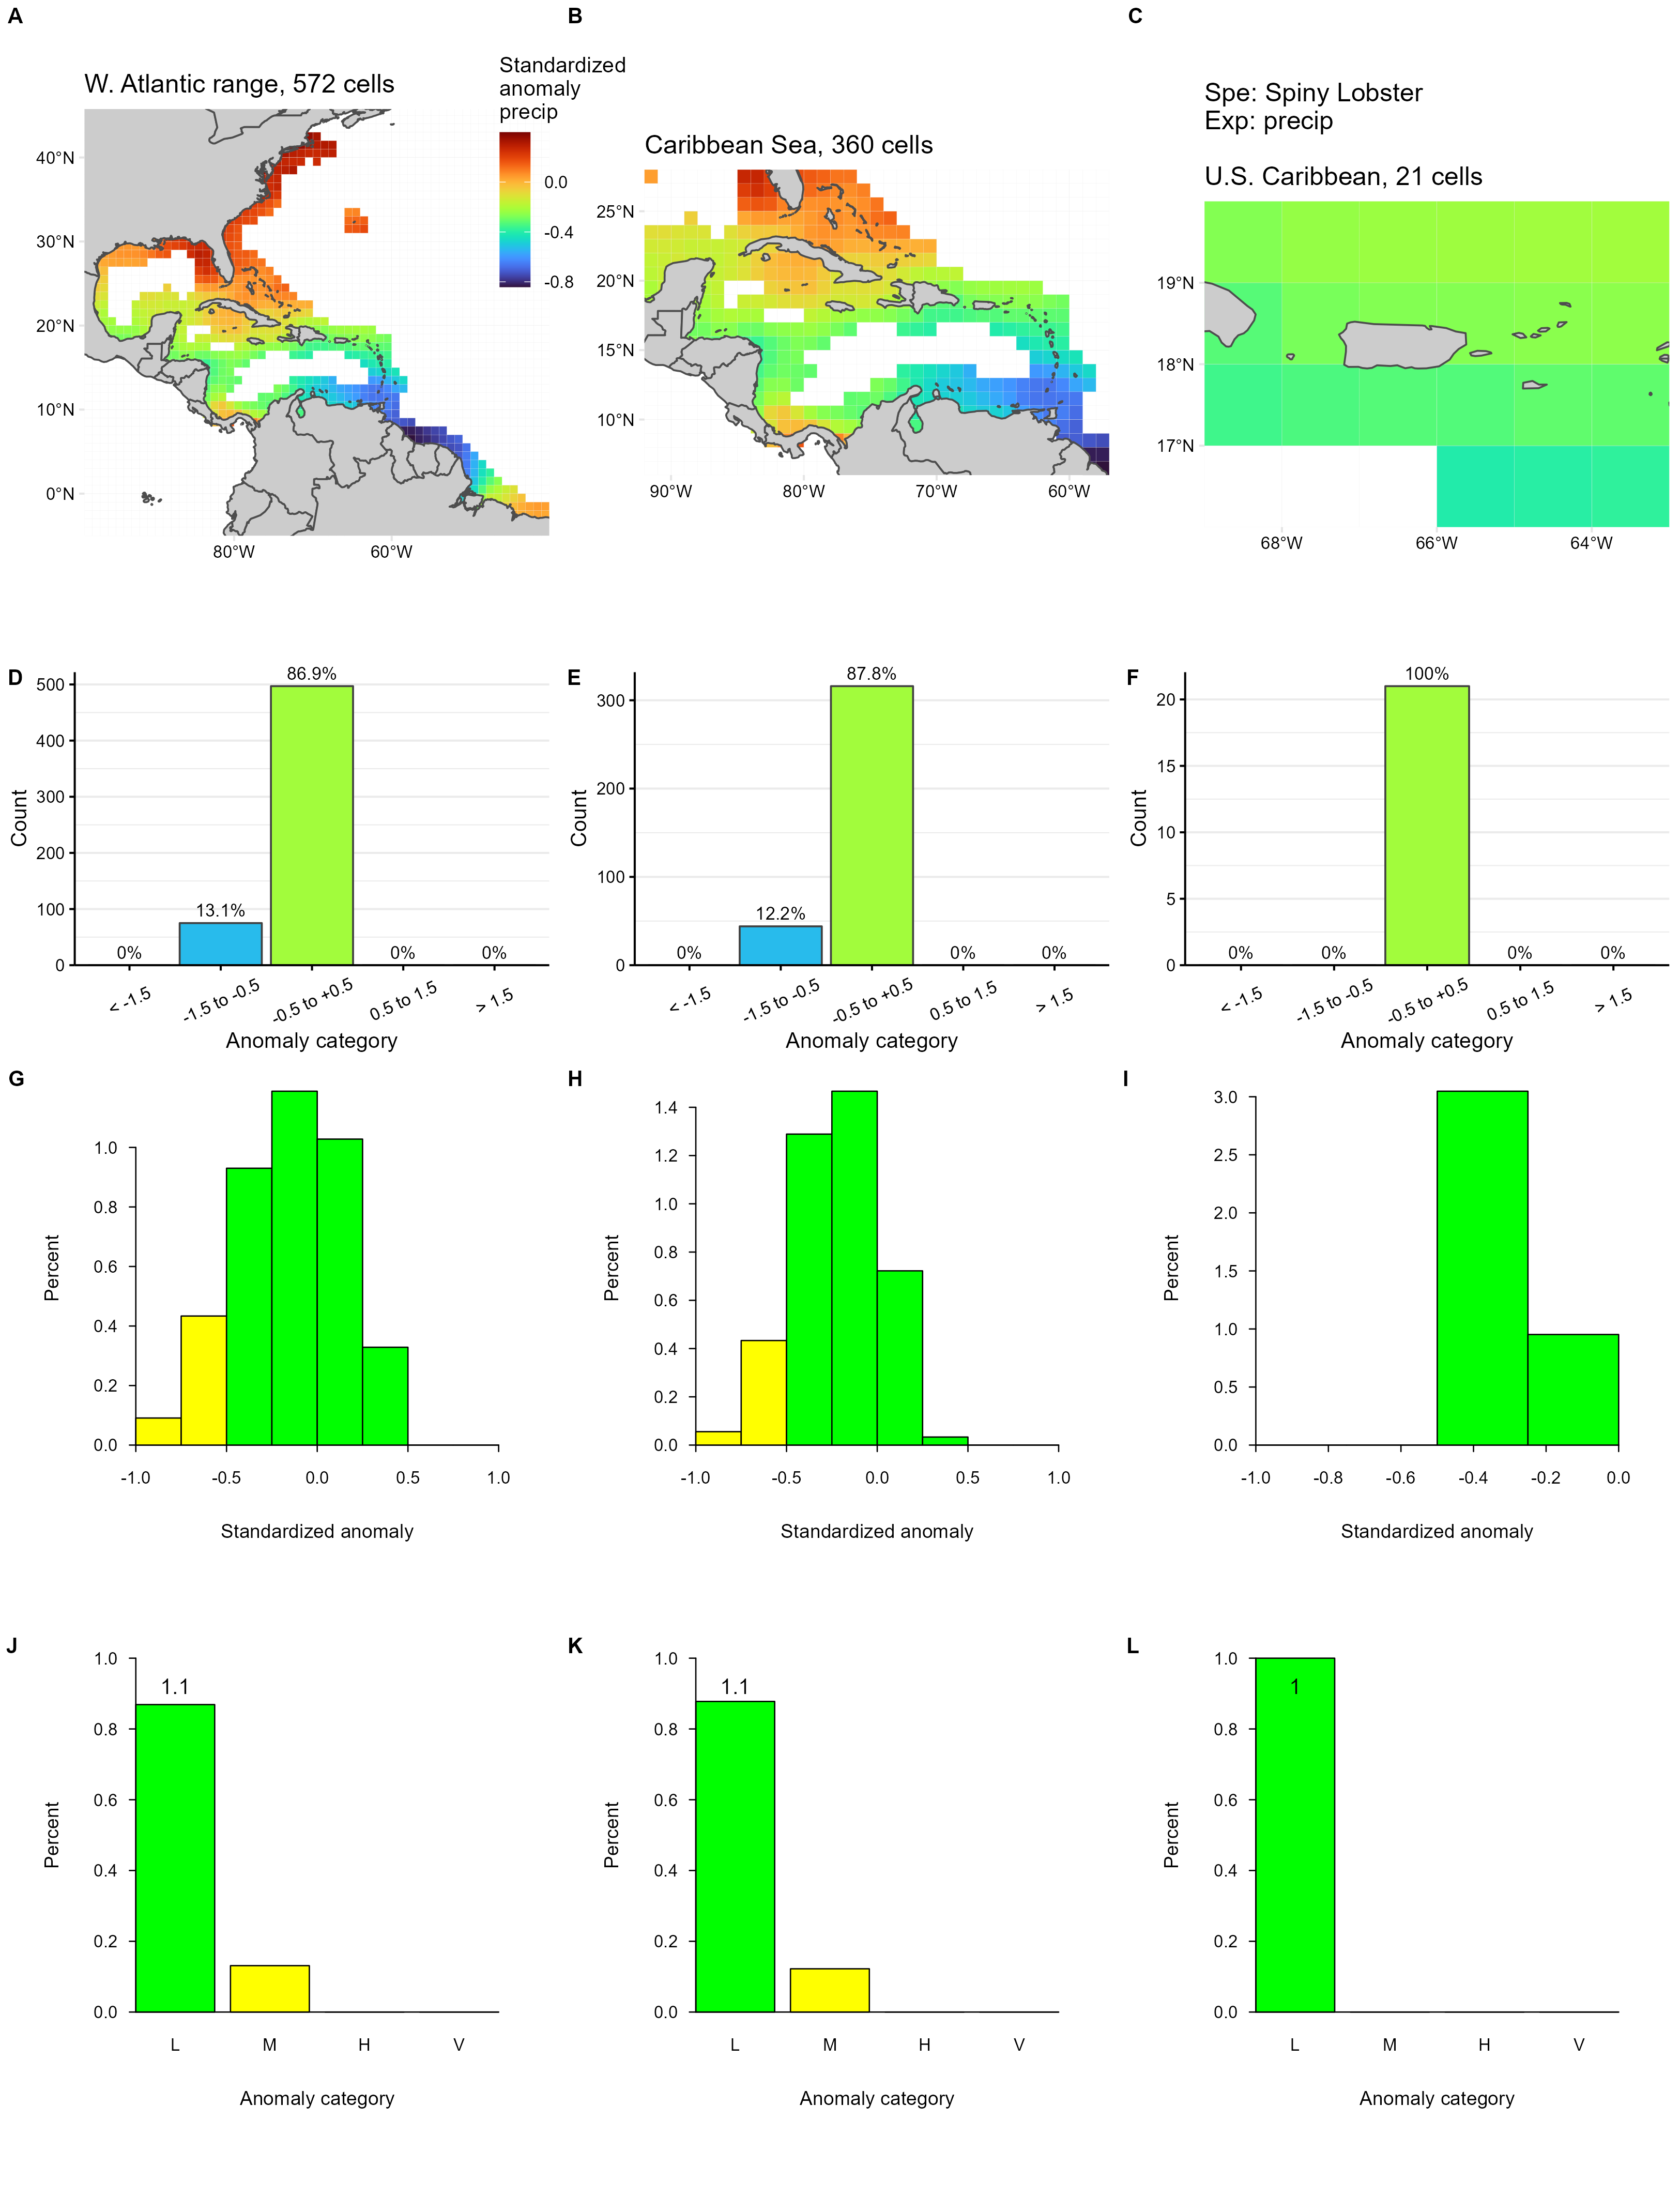 A
B
C
W. Atlantic range, 572 cells
Standardized
anomaly
precip
0.0
-0.4
-0.8
40°N
30°N
20°N
10°N
0°N
80°W
60°W
Caribbean Sea, 360 cells
25°N
20°N
15°N
10°N
90°W
80°W
70°W
60°W
Spe: Spiny Lobster
Exp: precip
U.S. Caribbean, 21 cells
19°N
18°N
17°N
68°W
66°W
64°W
D
Count
500
400
300
200
100
0
0%
13.1%
86.9%
0%
0%
< -1.5
-1.5 to -0.5
-0.5 to +0.5
0.5 to 1.5
> 1.5
Anomaly category
E
Count
300
200
100
0
0%
12.2%
87.8%
0%
0%
< -1.5
-1.5 to -0.5
-0.5 to +0.5
0.5 to 1.5
> 1.5
Anomaly category
F
Count
20
15
10
5
0
0%
0%
100%
0%
0%
< -1.5
-1.5 to -0.5
-0.5 to +0.5
0.5 to 1.5
> 1.5
Anomaly category
G
Percent
1.0
0.8
0.6
0.4
0.2
0.0
-1.0
-0.5
0.0
0.5
1.0
Standardized anomaly
H
Percent
1.4
1.2
1.0
0.8
0.6
0.4
0.2
0.0
-1.0
-0.5
0.0
0.5
1.0
Standardized anomaly
I
Percent
3.0
2.5
2.0
1.5
1.0
0.5
0.0
-1.0
-0.8
-0.6
-0.4
-0.2
0.0
Standardized anomaly
J
Percent
1.0
0.8
0.6
0.4
0.2
0.0
1.1
L
M
H
V
Anomaly category
K
Percent
1.0
0.8
0.6
0.4
0.2
0.0
1.1
L
M
H
V
Anomaly category
L
Percent
1.0
0.8
0.6
0.4
0.2
0.0
1
L
M
H
V
Anomaly category